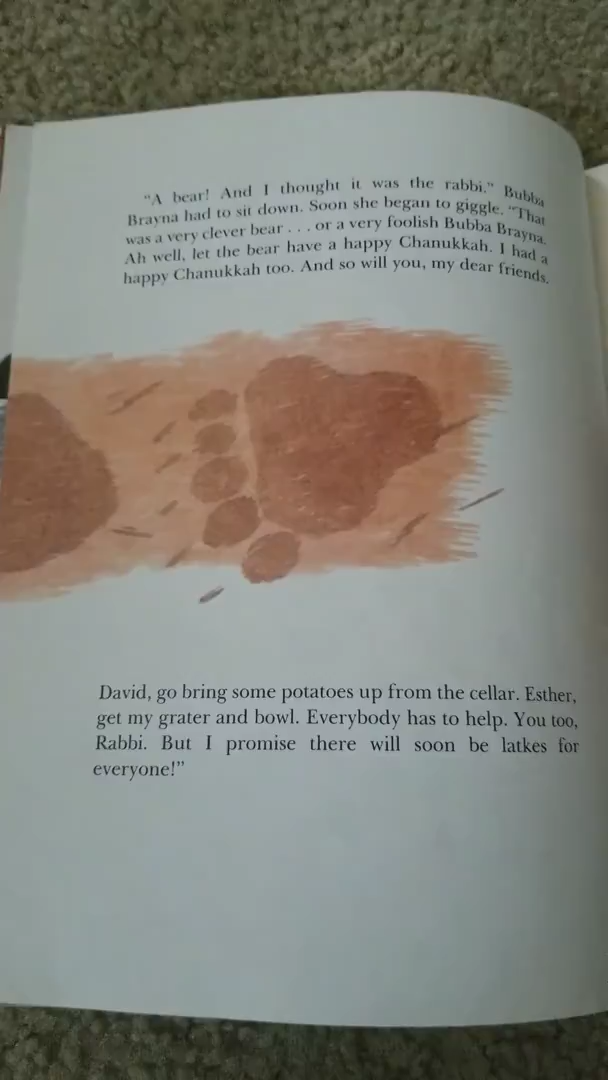 "A bear! And I thought it was the rabbi." Bubba
Brayna had to sit down. Soon she began to giggle. "That
was a very clever bear . . . or a very foolish Bubba Brayna.
Ah well, let the bear have a happy Chanukkah. I had a
happy Chanukkah too. And so will you, my dear friends.
David, go bring some potatoes up from the cellar. Esther,
get my grater and bowl. Everybody has to help. You too,
Rabbi. But I promise there will soon be latkes for
everyone!"